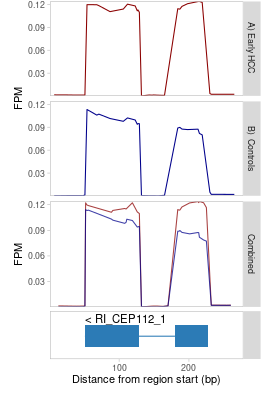 0.12
0.09
0.06
0.03
FPM
A) Early HCC
0.12
0.09
0.06
0.03
B) Controls
0.12
0.09
0.06
0.03
FPM
Combined
< RI_CEP112_1
100
200
Distance from region start (bp)